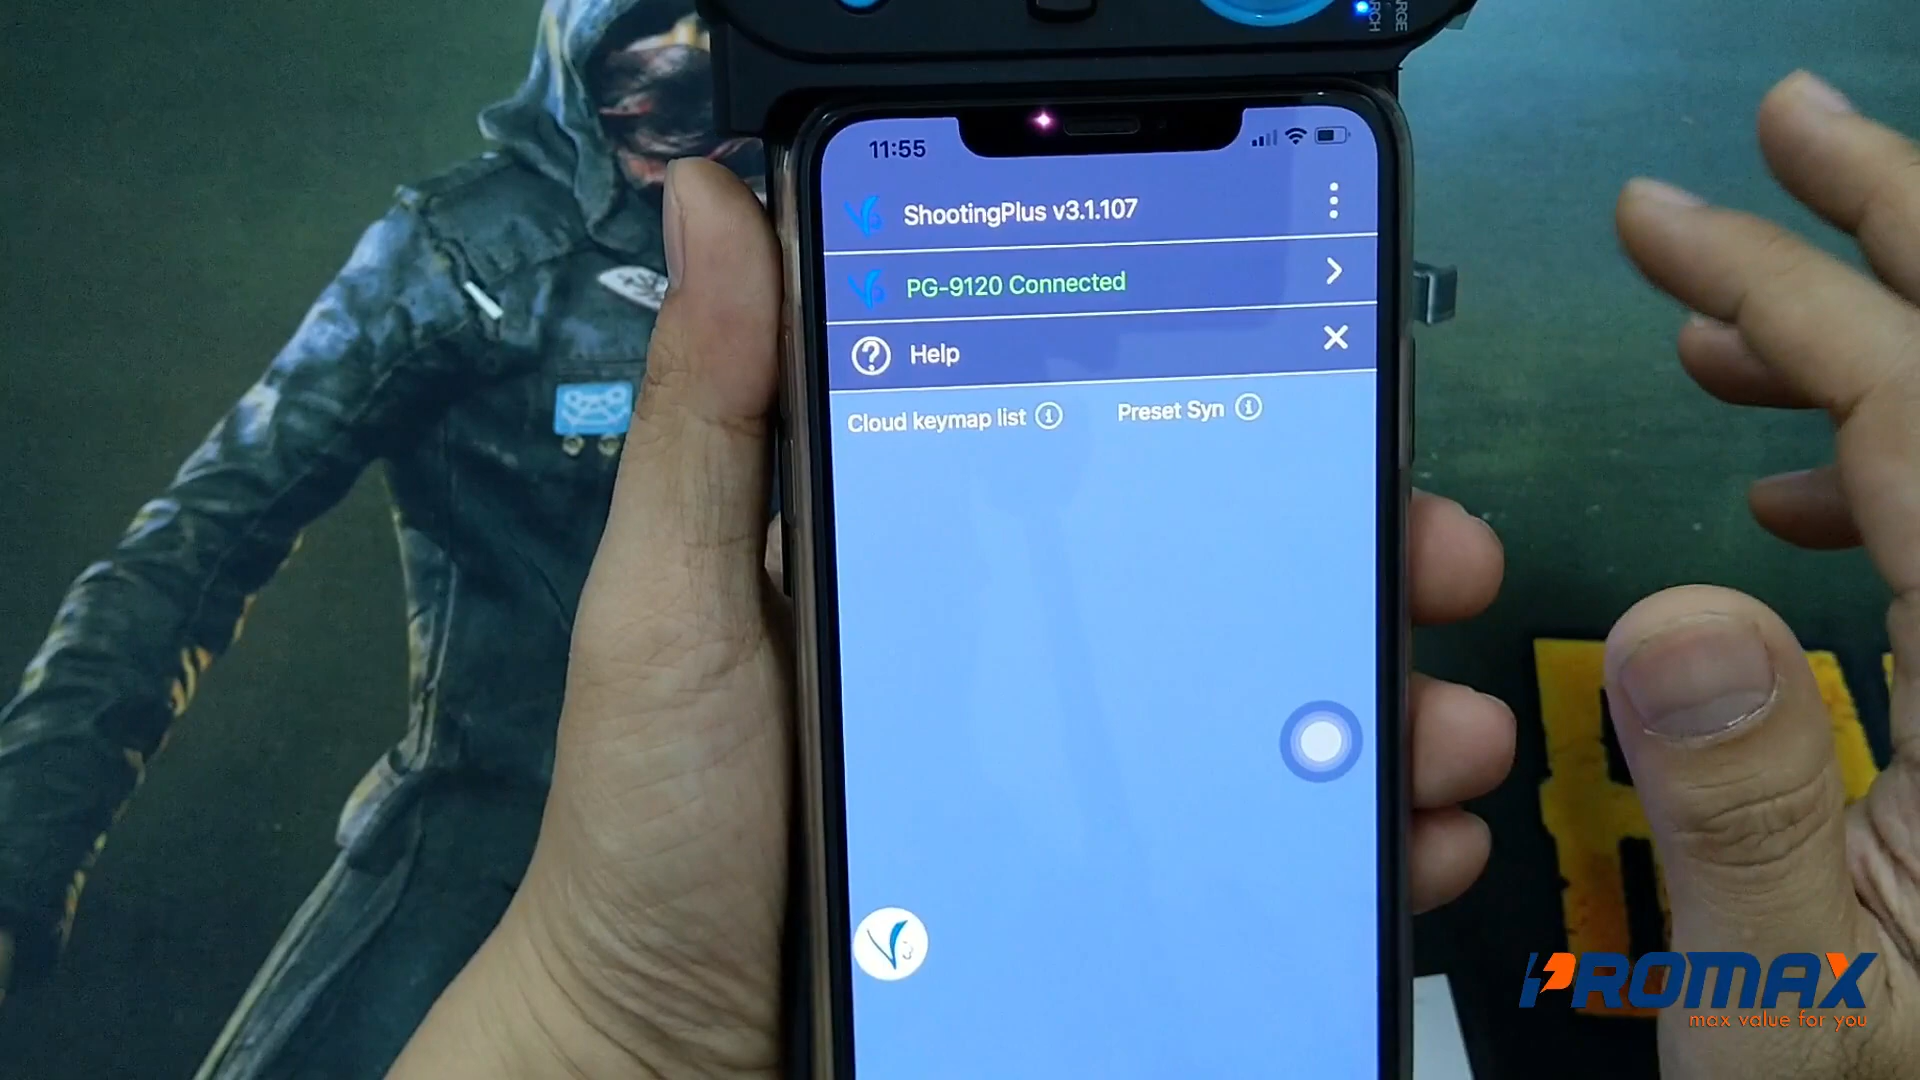 CHARGE
11:55
ShootingPlus v3.1.107
PG-9120 Connected
Help
Cloud keymap list
Preset Syn
PROMAX
max value for you